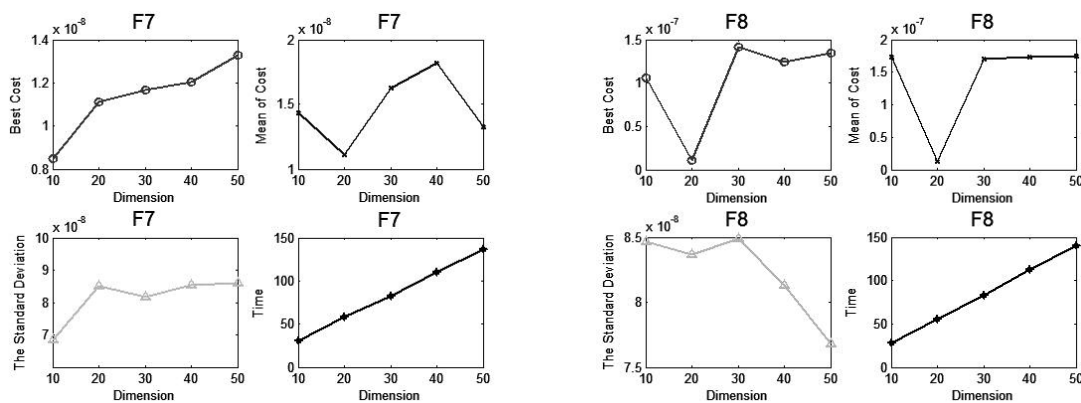 F7
x 10^-8
1.4
1.2
1
0.8
Best Cost
10 20 30 40 50
Dimension
F7
x 10^-8
2
1.5
1
Mean of Cost
10 20 30 40 50
Dimension
F8
x 10^-7
1.5
1
0.5
0
Best Cost
10 20 30 40 50
Dimension
F8
x 10^-7
2
1.5
1
0.5
0
Mean of Cost
10 20 30 40 50
Dimension
F7
x 10^-8
10
9
8
7
The Standard Deviation
10 20 30 40 50
Dimension
F7
150
100
50
0
Time
10 20 30 40 50
Dimension
F8
x 10^-8
8.5
8
7.5
The Standard Deviation
10 20 30 40 50
Dimension
F8
150
100
50
0
Time
10 20 30 40 50
Dimension